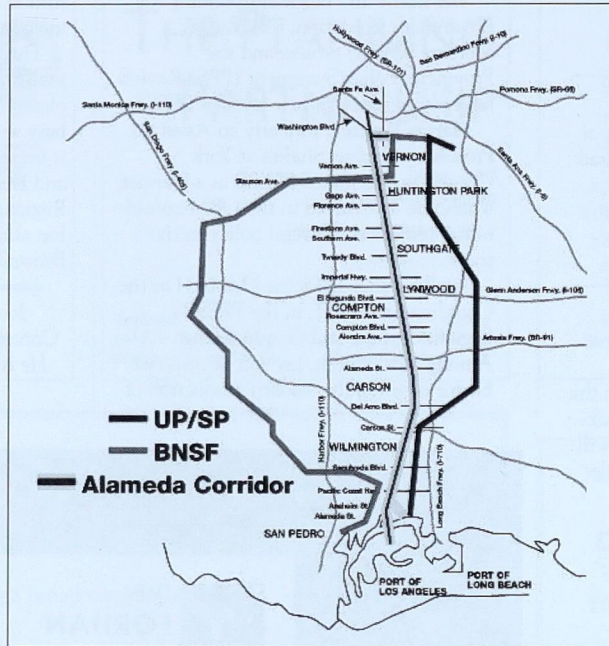 Hollywood Frwy. (SR-101)
San Bernardino Frwy. (I-10)
Santa Fe Ave.
Santa Monica Frwy. (I-110)
Pomona Frwy. (SR-60)
Washington Blvd.
San Diego Frwy. (I-405)
Santa Ana Frwy. (I-5)
VERNON
Vernon Ave.
Slauson Ave.
HUNTINGTON PARK
Gage Ave.
Florence Ave.
Firestone Ave.
Southern Ave.
SOUTHGATE
Tweedy Blvd.
Imperial Hwy.
LYNWOOD
El Segundo Blvd.
Glenn Anderson Frwy. (I-105)
COMPTON
Rosecrans Ave.
Compton Blvd.
Alondra Ave.
Artesia Frwy. (SR-91)
Alameda St.
CARSON
Del Amo Blvd.
UP/SP
Carson St.
BNSF
WILMINGTON
Harbor Frwy. (I-110)
Long Beach Frwy. (I-710)
Sepulveda Blvd.
Alameda Corridor
Pacific Coast Hwy.
Anaheim St.
Alameda St.
SAN PEDRO
PORT OF
LOS ANGELES
PORT OF
LONG BEACH